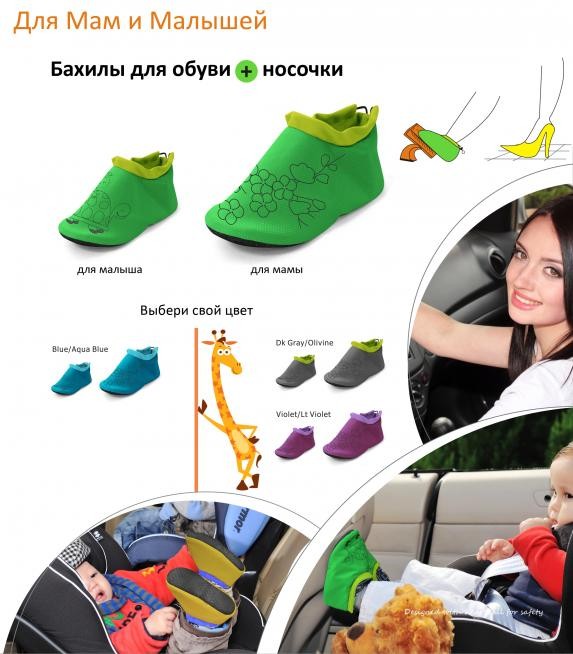 Для Мам и Малышей
Бахилы для обуви + носочки
для малыша
для мамы
Выбери свой цвет
Blue/Aqua Blue
Dk Gray/Olivine
Violet/Lt Violet
Designed with for safety